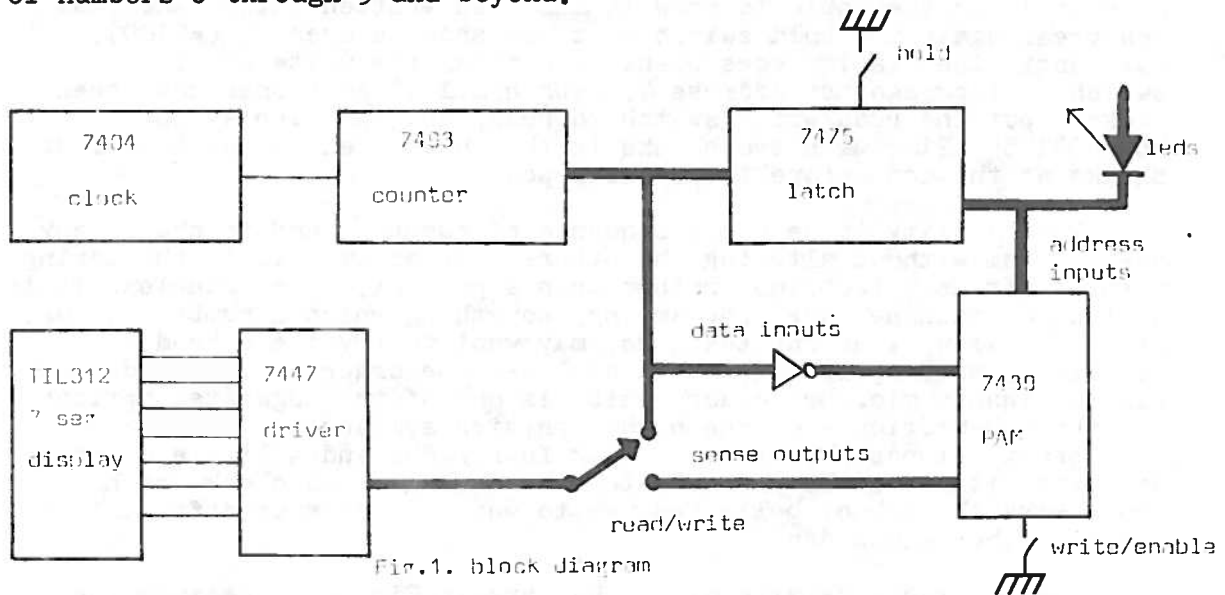 of numbers 0 through 9 and beyond.
hold
7404
clock
7493
counter
7475
latch
leds
address
inputs
data inputs
TIL312
7 seg
display
7447
driver
7489
RAM
sense outputs
read/write
write/enable
Fig.1. block diagram